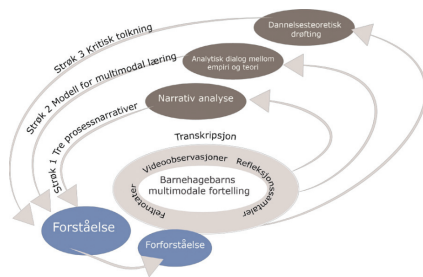 Dannelsesteoretisk
drøfting
Strøk 3 Kritisk tolkning
Analytisk dialog mellom
empiri og teori
Strøk 2 Modell for multimodal læring
Narrativ analyse
Strøk 1 Tre prosessnarrativer
Transkripsjon
Videoobservasjoner
Refleksjonssamtaler
Feltnotater
Barnehagebarns
multimodale fortelling
Forståelse
Forforståelse